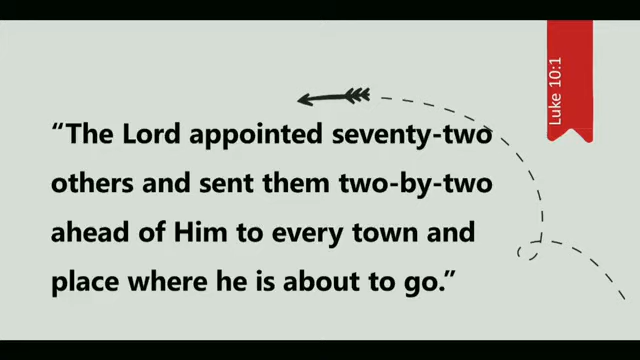 Luke 10:1
“The Lord appointed seventy-two
others and sent them two-by-two
ahead of Him to every town and
place where he is about to go.”